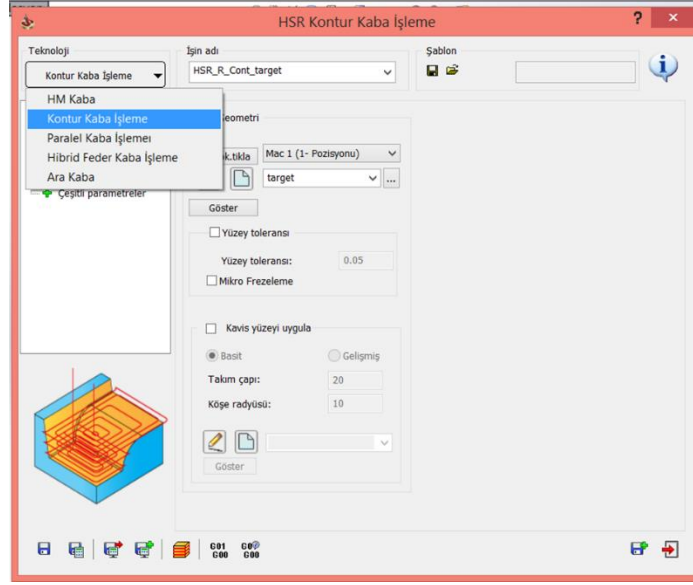 HSR Kontur Kaba İşleme
? ×
Teknoloji
Kontur Kaba İşleme
HM Kaba
Kontur Kaba İşleme
Paralel Kaba İşlemeı
Hibrid Feder Kaba İşleme
Ara Kaba
Çeşitli parametreler
İşin adı
HSR_R_Cont_target
Şablon
eometri
k.tıkla
Mac 1 (1- Pozisyonu)
target
...
Göster
Yüzey toleransı
Yüzey toleransı: 0.05
Mikro Frezeleme
Kavis yüzeyi uygula
Basit Gelişmiş
Takım çapı: 20
Köşe radyüsü: 10
Göster
G01
G00
G00